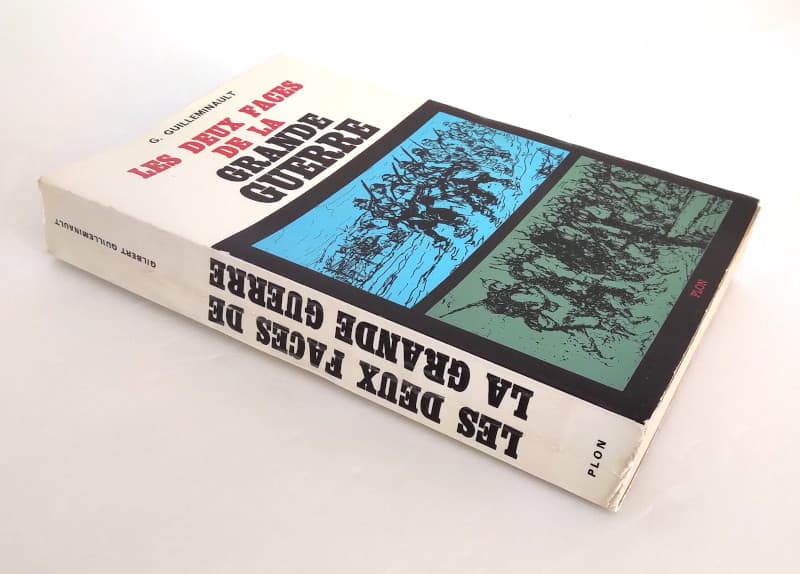 G. GUILLEMINAULT
LES DEUX FACES
DE LA
GRANDE
GUERRE
PLON
GILBERT GUILLEMINAULT
LES DEUX FACES DE
LA GRANDE GUERRE
PLON